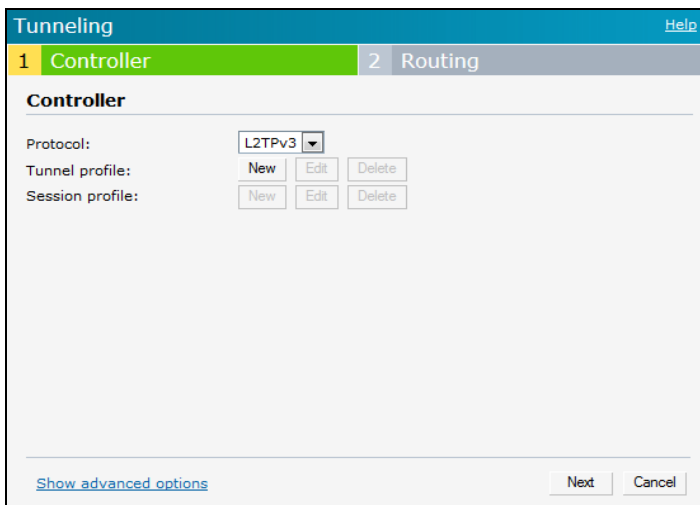 Tunneling Help
1 Controller 2 Routing
Controller
Protocol: L2TPv3
Tunnel profile: New Edit Delete
Session profile: New Edit Delete
Show advanced options Next Cancel